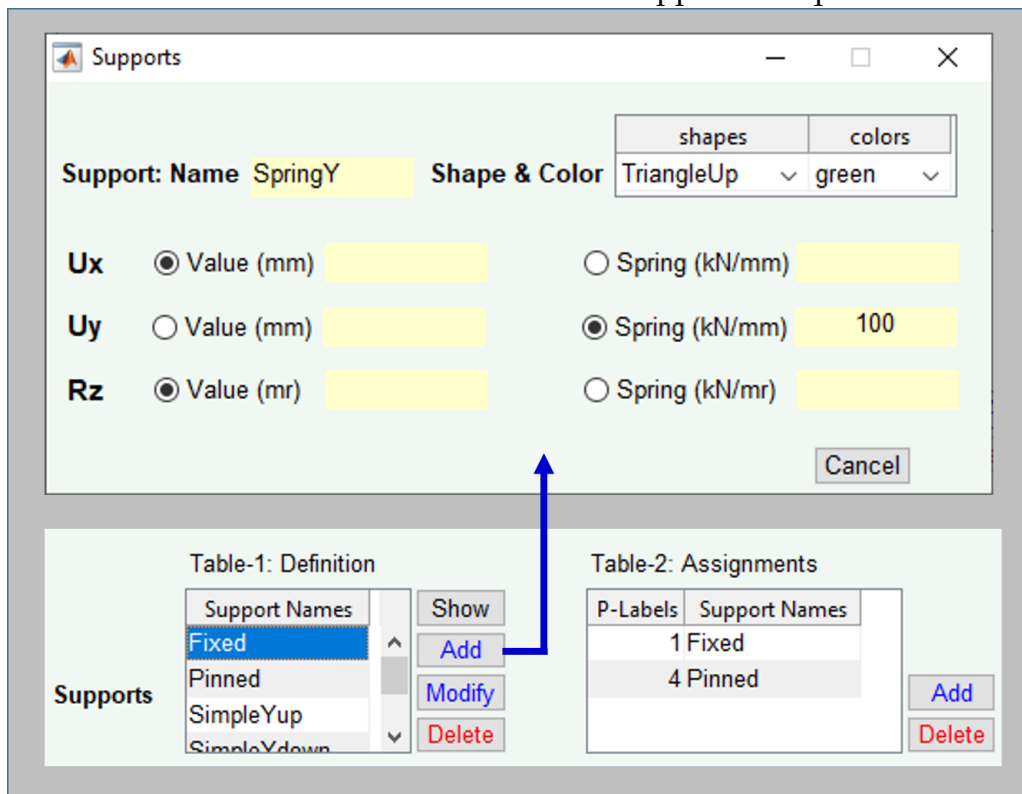 Supports
shapes colors
Support: Name SpringY Shape & Color TriangleUp green
Ux Value (mm) Spring (kN/mm)
Uy Value (mm) Spring (kN/mm) 100
Rz Value (mr) Spring (kN/mr)
Cancel
Table-1: Definition Table-2: Assignments
Support Names Show P-Labels Support Names
Fixed Add 1 Fixed
Pinned Modify 4 Pinned
Supports Add
SimpleYup
SimpleYdown Delete Delete